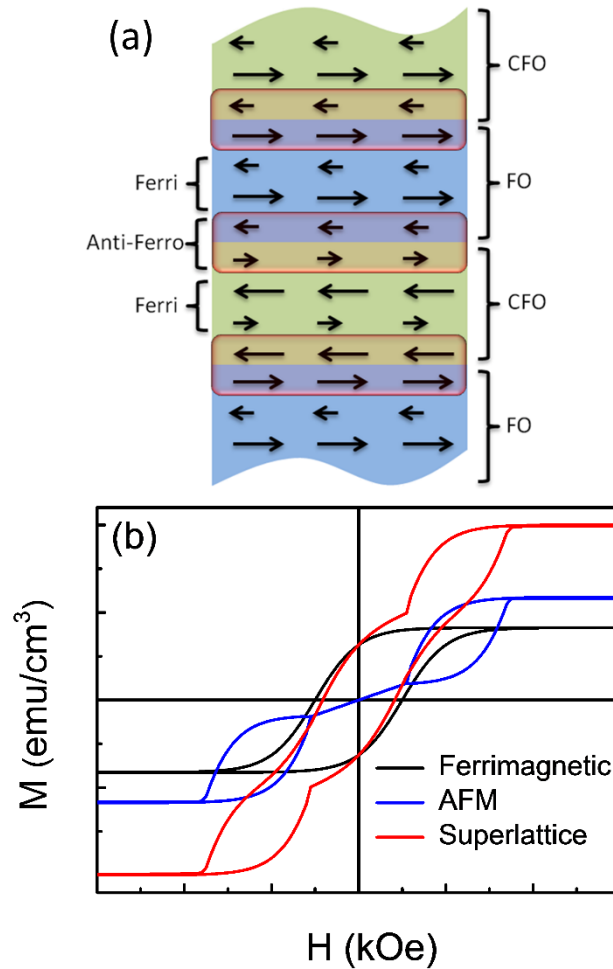 (a)
CFO
FO
Ferri
Anti-Ferro
Ferri
CFO
FO
(b)
M (emu/cm³)
Ferrimagnetic
AFM
Superlattice
H (kOe)